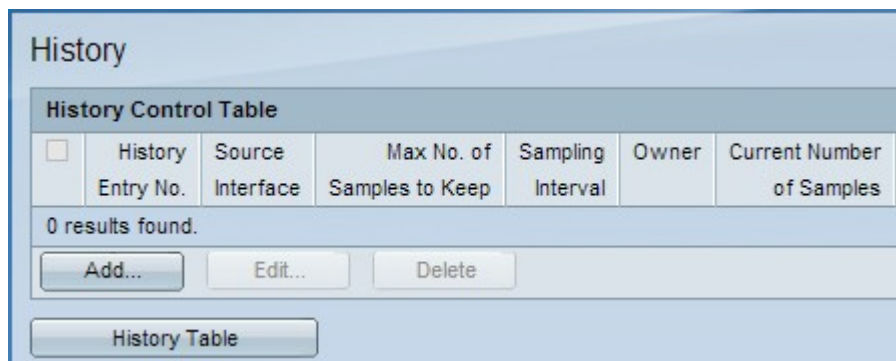 History
History Control Table
History Entry No. Source Interface Max No. of Samples to Keep Sampling Interval Owner Current Number of Samples
0 results found.
Add... Edit... Delete
History Table